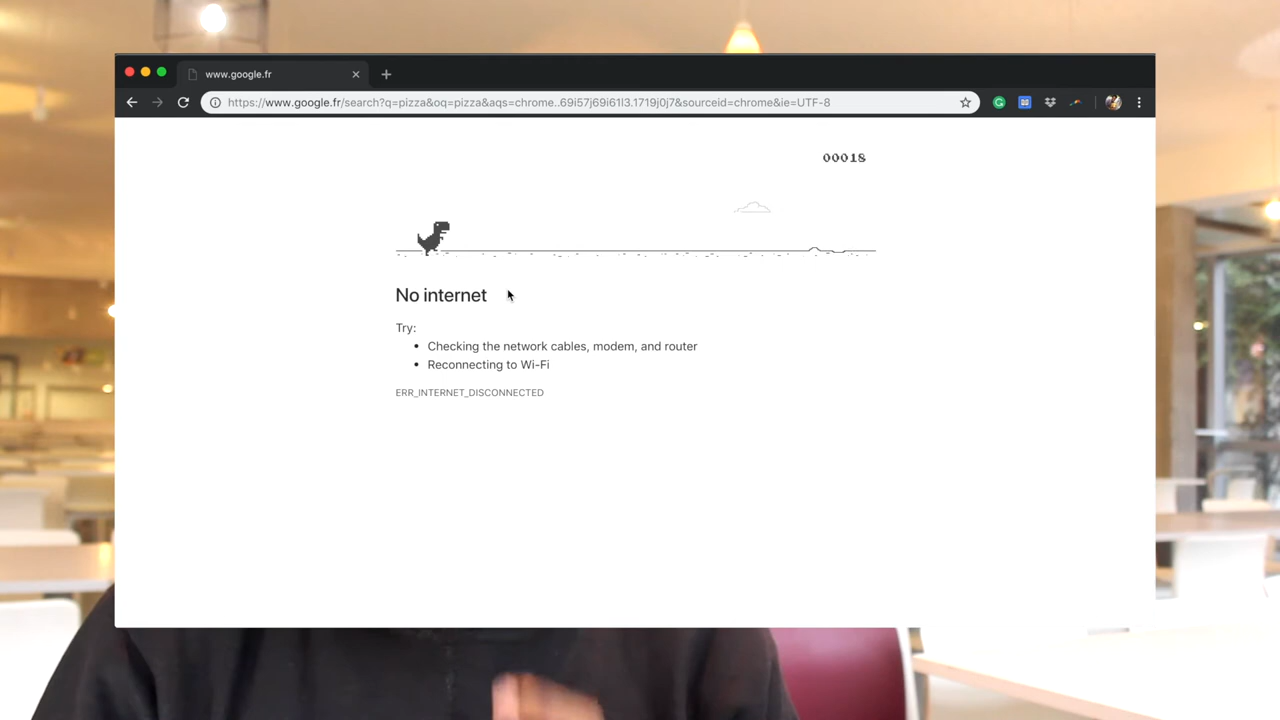 www.google.fr
https://www.google.fr/search?q=pizza&oq=pizza&aqs=chrome..69i57j69i61l3.1719j0j7&sourceid=chrome&ie=UTF-8
00018
No internet
Try:
• Checking the network cables, modem, and router
• Reconnecting to Wi-Fi
ERR_INTERNET_DISCONNECTED